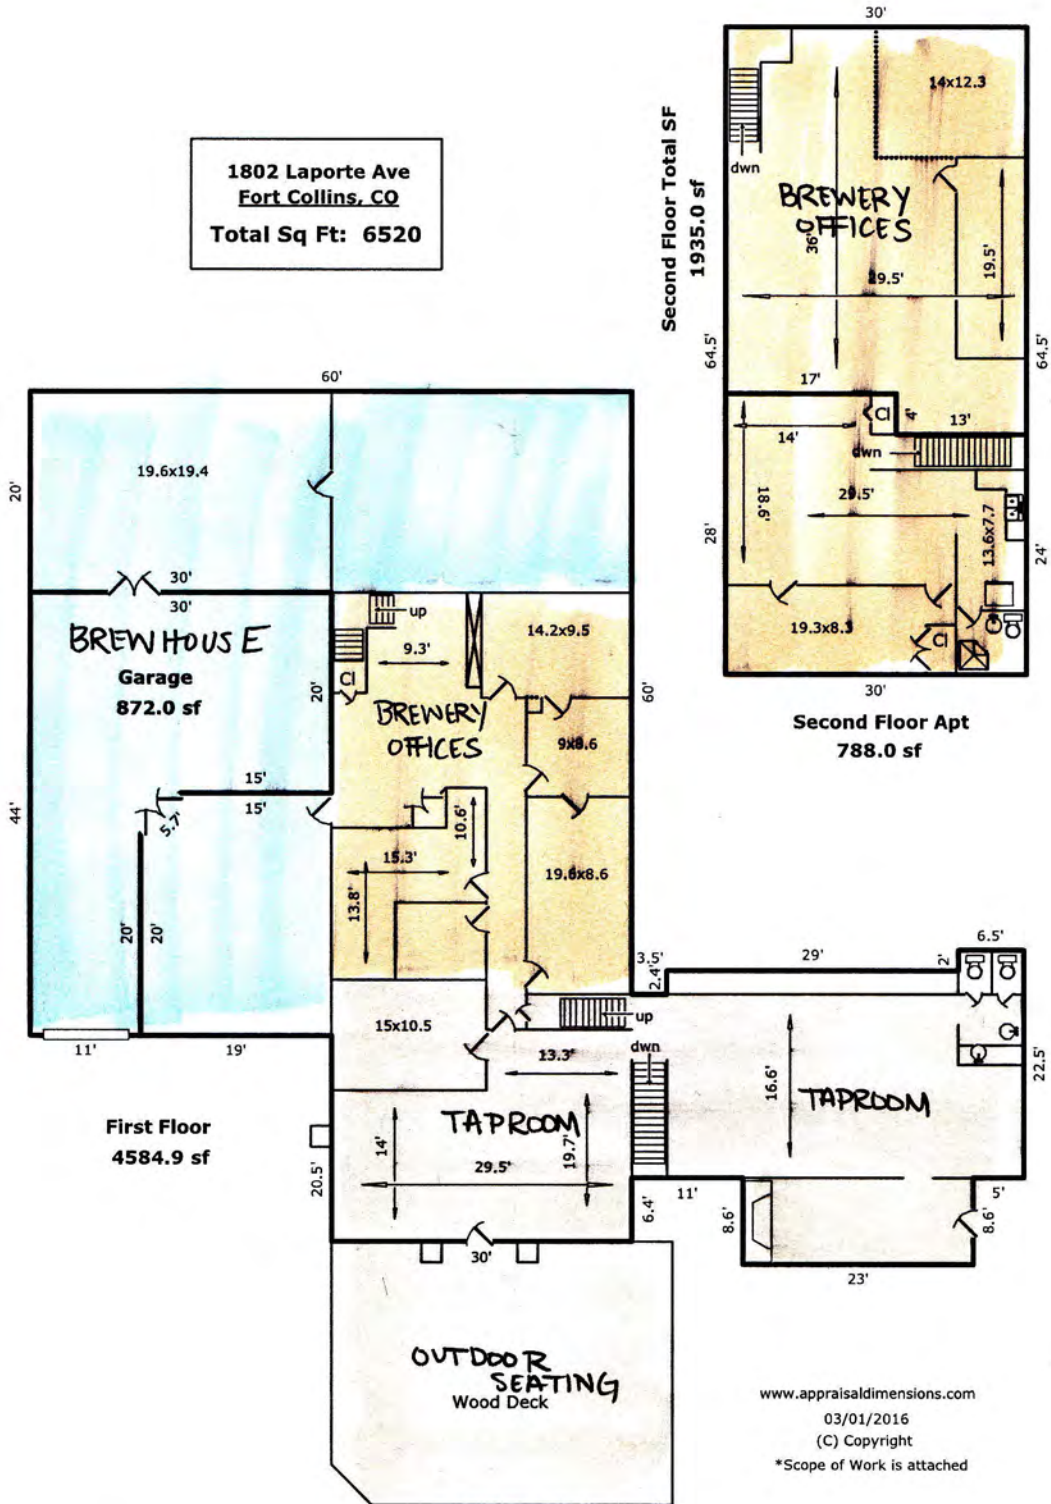 30'
14x12.3
Second Floor Total SF
1935.0 sf
dwn
BREWERY
OFFICES
36'
19.5'
29.5'
64.5'
64.5'
17'
Cl
4'
13'
14'
dwn
18.6'
29.5'
13.6x7.7
28'
24'
19.3x8.3
Cl
30'
Second Floor Apt
788.0 sf
1802 Laporte Ave
Fort Collins, CO
Total Sq Ft: 6520
60'
19.6x19.4
20'
30'
30'
BREWHOUSE
Garage
872.0 sf
20'
up
9.3'
14.2x9.5
Cl
60'
BREWERY
OFFICES
9x8.6
15'
15'
44'
5.7'
10.6'
15.3'
13.8'
19.6x8.6
20'
20'
11'
19'
3.5'
2.4'
29'
2'
6.5'
15x10.5
up
dwn
13.3'
16.6'
22.5'
TAPROOM
TAPROOM
First Floor
4584.9 sf
14'
19.7'
29.5'
20.5'
6.4'
11'
8.6'
5'
8.6'
30'
23'
OUTDOOR
SEATING
Wood Deck
www.appraisaldimensions.com
03/01/2016
(C) Copyright
*Scope of Work is attached